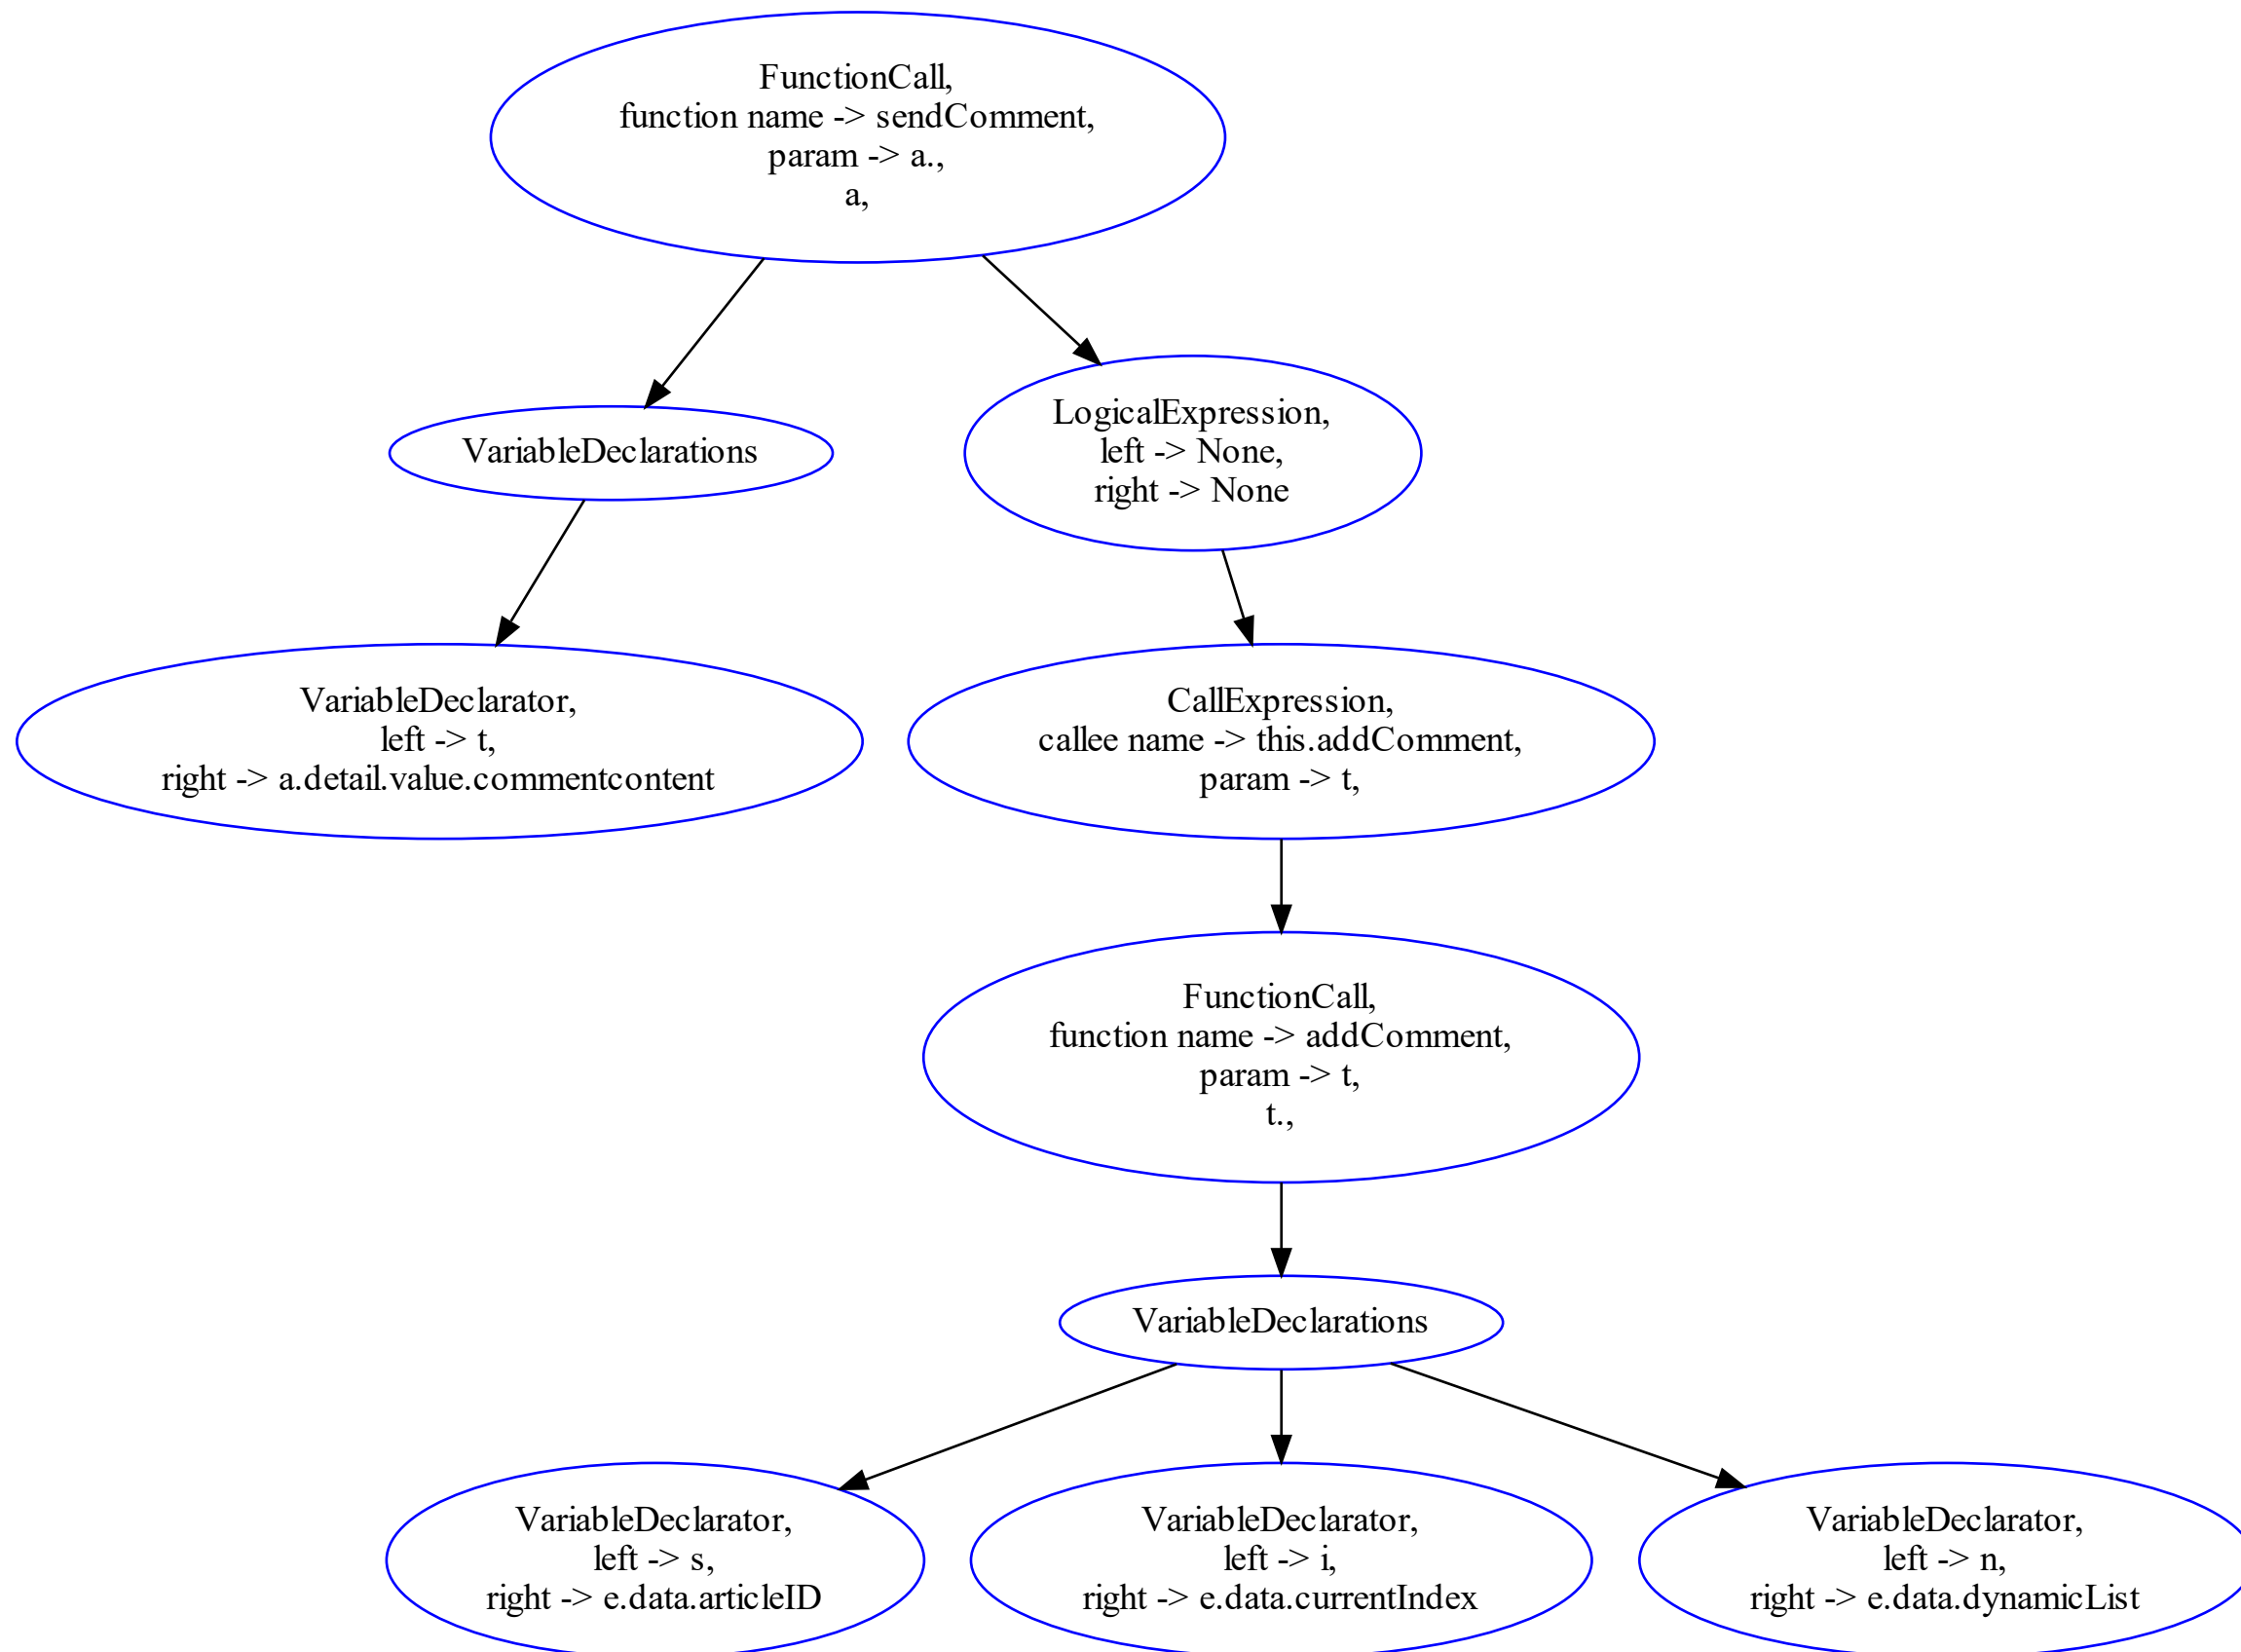 FunctionCall,
function name -> sendComment,
param -> a.,
a,
VariableDeclarations
LogicalExpression,
left -> None,
right -> None
VariableDeclarator,
left -> t,
right -> a.detail.value.commentcontent
CallExpression,
callee name -> this.addComment,
param -> t,
FunctionCall,
function name -> addComment,
param -> t,
t.,
VariableDeclarations
VariableDeclarator,
left -> s,
right -> e.data.articleID
VariableDeclarator,
left -> i,
right -> e.data.currentIndex
VariableDeclarator,
left -> n,
right -> e.data.dynamicList